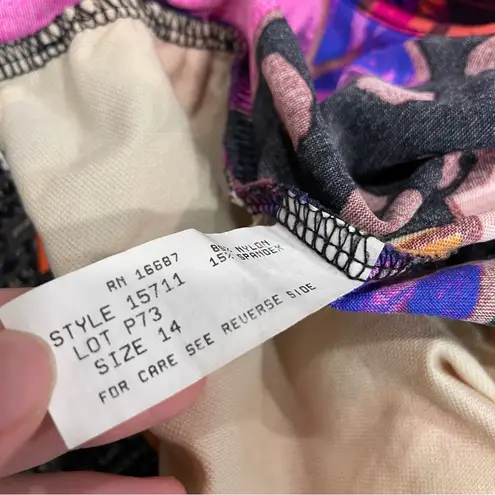 RN 16687
NYLON
15% SPANDEX
STYLE 15711
LOT P73
SIZE 14
FOR CARE SEE REVERSE SIDE